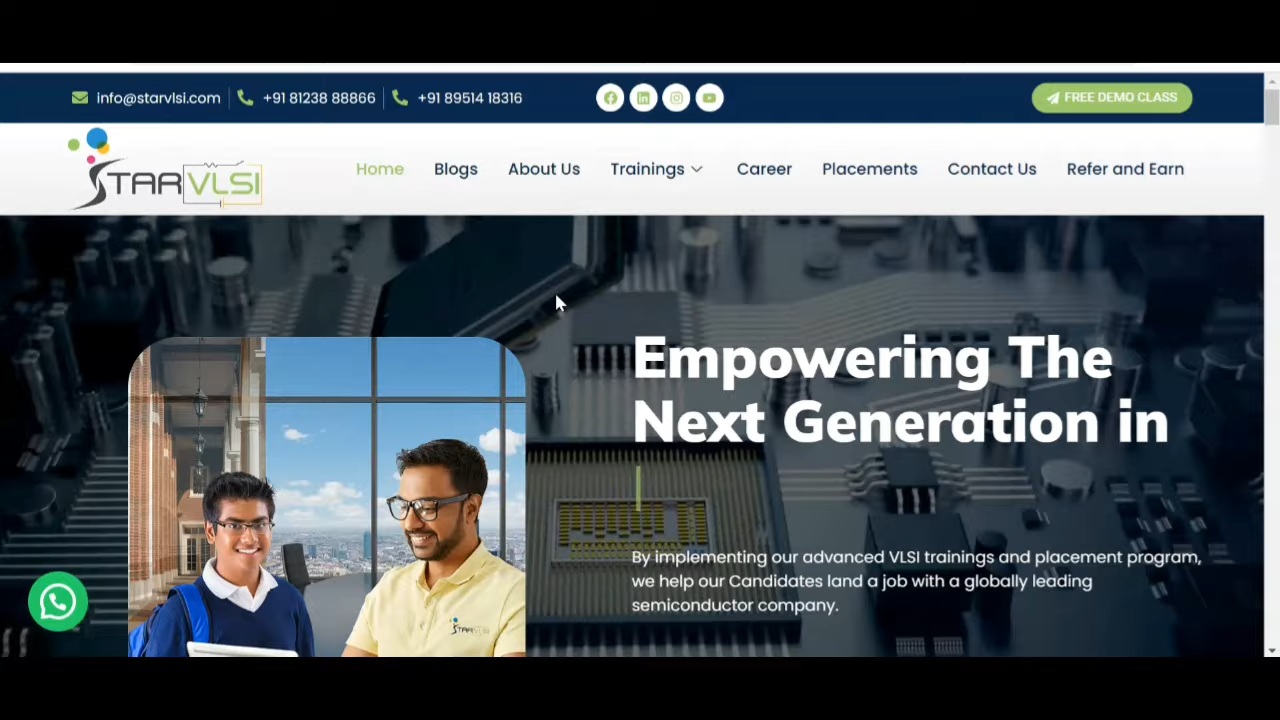 info@starvlsi.com +91 81238 88866 +91 89514 18316 FREE DEMO CLASS
STARVLSI
Home Blogs About Us Trainings Career Placements Contact Us Refer and Earn
Empowering The
Next Generation in
By implementing our advanced VLSI trainings and placement program,
we help our Candidates land a job with a globally leading
semiconductor company.
STARVLSI